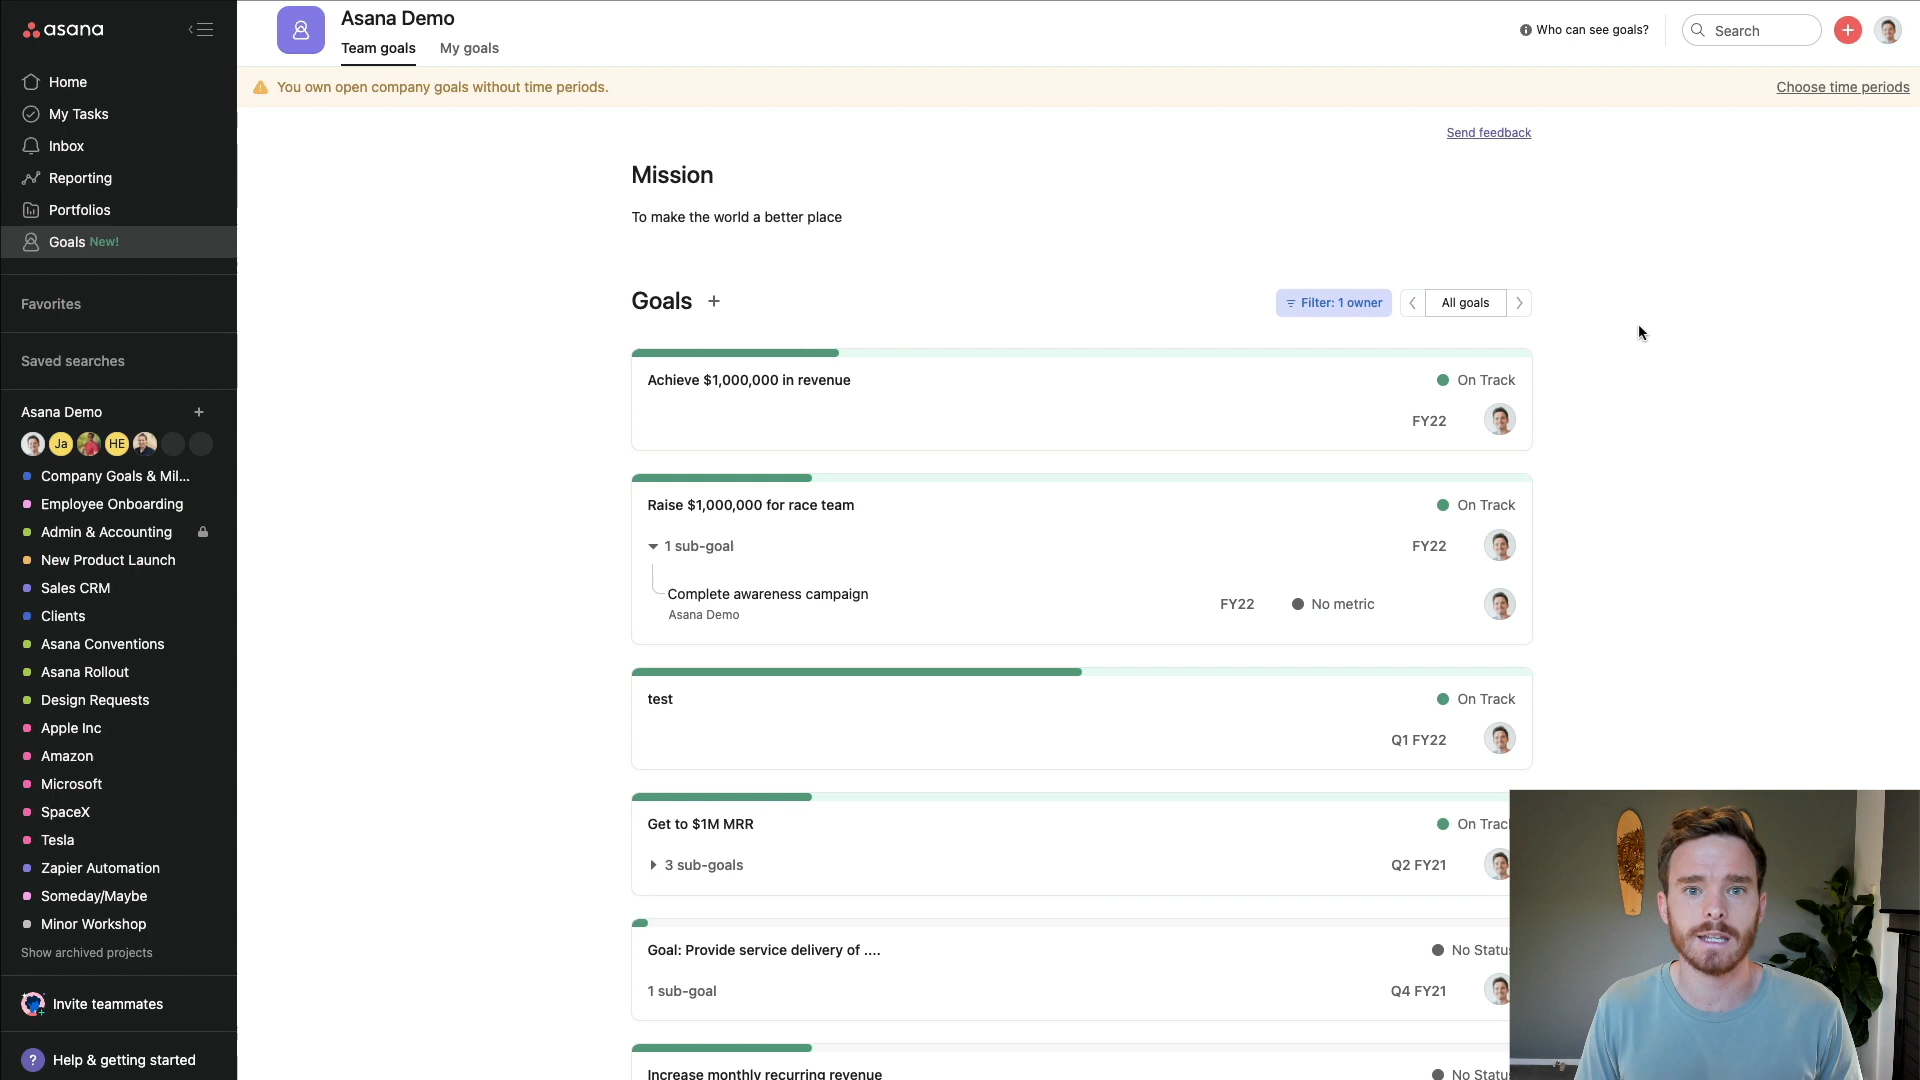 asana
Home
My Tasks
Inbox
Reporting
Portfolios
Goals New!
Favorites
Saved searches
Asana Demo
Ja
HE
Company Goals & Mil...
Employee Onboarding
Admin & Accounting
New Product Launch
Sales CRM
Clients
Asana Conventions
Asana Rollout
Design Requests
Apple Inc
Amazon
Microsoft
SpaceX
Tesla
Zapier Automation
Someday/Maybe
Minor Workshop
Show archived projects
Invite teammates
? Help & getting started
Asana Demo
Team goals My goals
Who can see goals?
Search
You own open company goals without time periods.
Choose time periods
Send feedback
Mission
To make the world a better place
Goals +
Filter: 1 owner
All goals
Achieve $1,000,000 in revenue
On Track
FY22
Raise $1,000,000 for race team
On Track
1 sub-goal
FY22
Complete awareness campaign
Asana Demo
FY22
No metric
test
On Track
Q1 FY22
Get to $1M MRR
On Trac
3 sub-goals
Q2 FY21
Goal: Provide service delivery of ....
No Statu
1 sub-goal
Q4 FY21
Increase monthly recurring revenue
No Statu